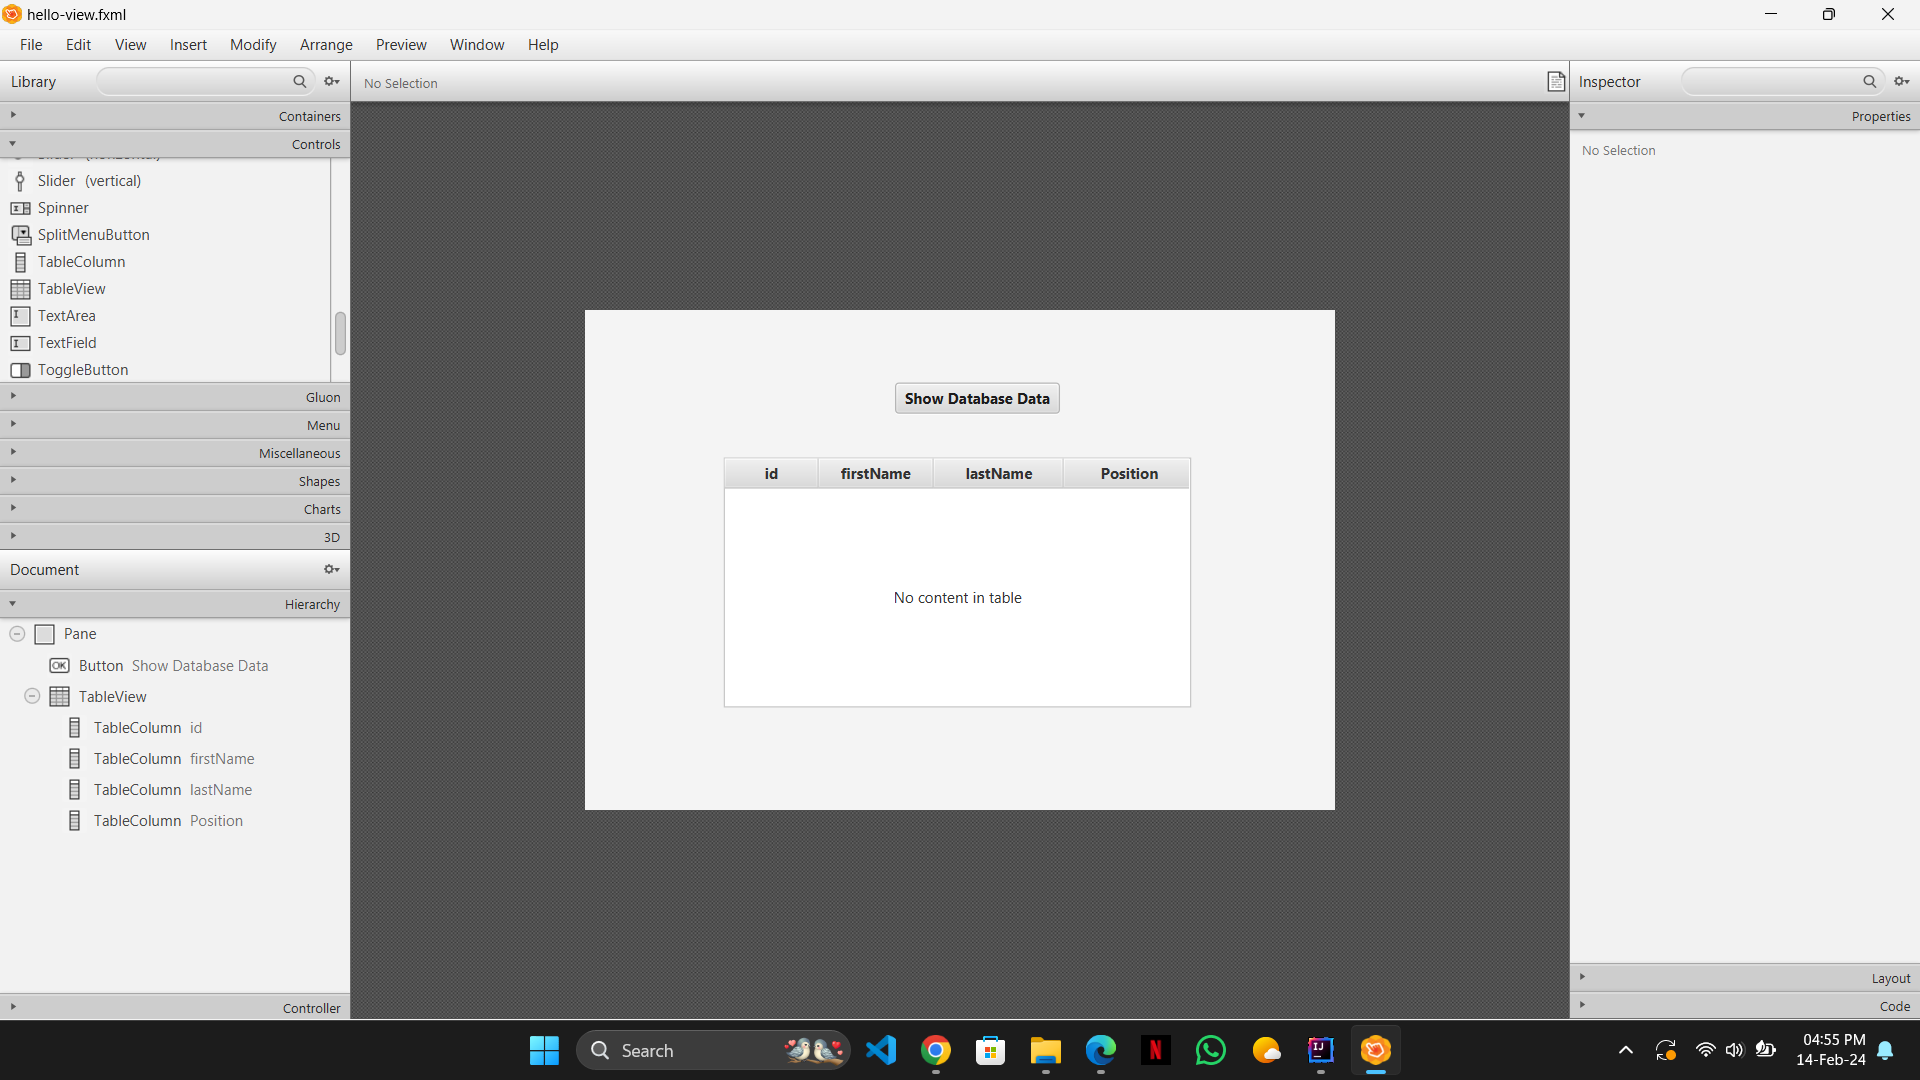 hello-view.fxml
File Edit View Insert Modify Arrange Preview Window Help
Library
No Selection
Inspector
Containers
Controls
Slider (horizontal)
Slider (vertical)
Spinner
SplitMenuButton
TableColumn
TableView
TextArea
TextField
ToggleButton
Gluon
Menu
Miscellaneous
Shapes
Charts
3D
Document
Hierarchy
Pane
Button Show Database Data
TableView
TableColumn id
TableColumn firstName
TableColumn lastName
TableColumn Position
Controller
Show Database Data
id firstName lastName Position
No content in table
Properties
No Selection
Layout
Code
Search
N
IJ
04:55 PM
14-Feb-24